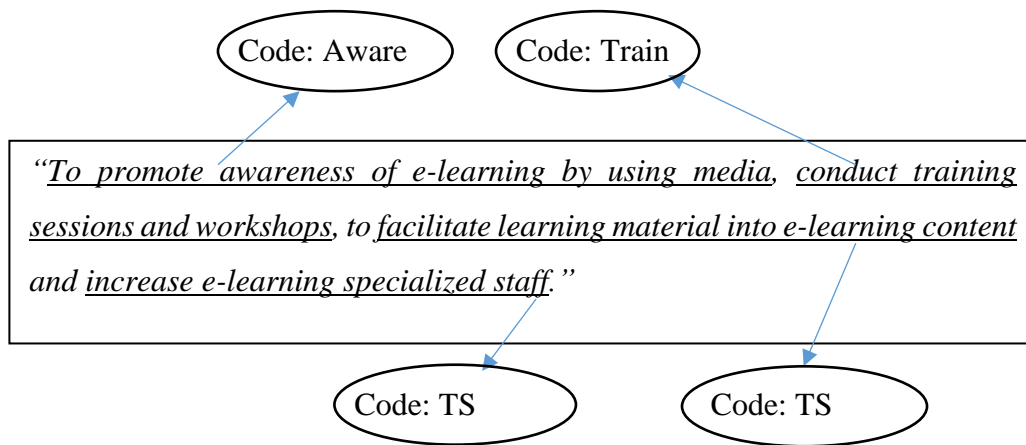 Code: Aware
Code: Train
“To promote awareness of e-learning by using media, conduct training
sessions and workshops, to facilitate learning material into e-learning content
and increase e-learning specialized staff.”
Code: TS
Code: TS